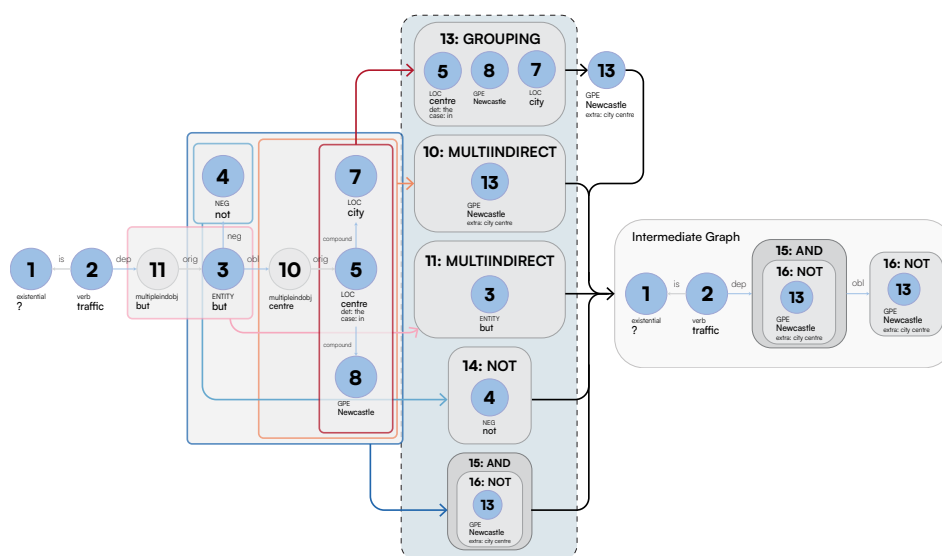 13: GROUPING
5
8
7
LOC
centre
det: the
case: in
GPE
Newcastle
LOC
city
13
GPE
Newcastle
extra: city centre
4
NEG
not
neg
7
LOC
city
compound
10: MULTIINDIRECT
13
GPE
Newcastle
extra: city centre
1
existential
?
is
2
verb
traffic
dep
11
multipleindobj
but
orig
3
ENTITY
but
obl
10
multipleindobj
centre
orig
5
LOC
centre
det: the
case: in
compound
8
GPE
Newcastle
11: MULTIINDIRECT
3
ENTITY
but
14: NOT
4
NEG
not
15: AND
16: NOT
13
GPE
Newcastle
extra: city centre
Intermediate Graph
1
existential
?
is
2
verb
traffic
dep
15: AND
16: NOT
13
GPE
Newcastle
extra: city centre
obl
16: NOT
13
GPE
Newcastle
extra: city centre